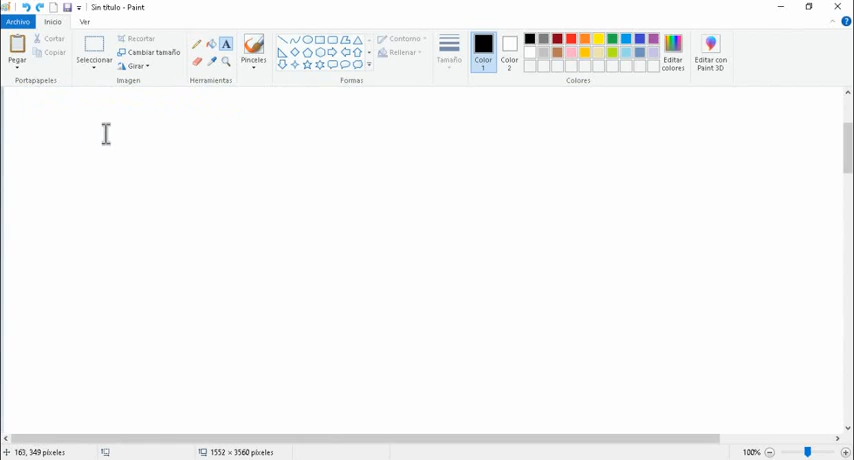 Sin título - Paint
Archivo Inicio Ver
Pegar Cortar Copiar
Seleccionar Recortar Cambiar tamaño Girar
A
Pinceles
Contorno Rellenar
Tamaño
Color 1
Color 2
Editar colores
Editar con Paint 3D
Portapapeles Imagen Herramientas Formas Colores
163, 349 píxeles 1552 × 3560 píxeles 100%